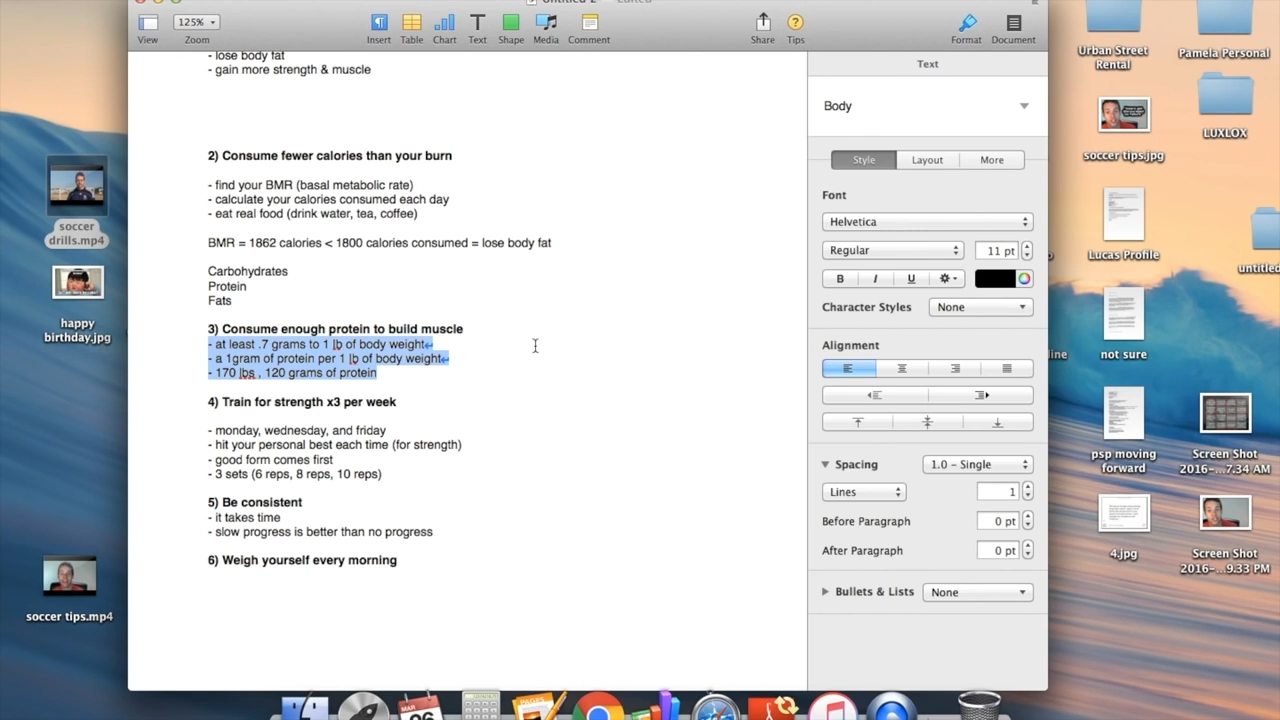 Untitled 2 — Edited
125%
View
Zoom
Insert
Table
Chart
Text
Shape
Media
Comment
Share
Tips
Format
Document
- lose body fat
- gain more strength & muscle
2) Consume fewer calories than your burn
- find your BMR (basal metabolic rate)
- calculate your calories consumed each day
- eat real food (drink water, tea, coffee)
BMR = 1862 calories < 1800 calories consumed = lose body fat
Carbohydrates
Protein
Fats
3) Consume enough protein to build muscle
- at least .7 grams to 1 lb of body weight
- a 1gram of protein per 1 lb of body weight
- 170 lbs , 120 grams of protein
4) Train for strength x3 per week
- monday, wednesday, and friday
- hit your personal best each time (for strength)
- good form comes first
- 3 sets (6 reps, 8 reps, 10 reps)
5) Be consistent
- it takes time
- slow progress is better than no progress
6) Weigh yourself every morning
Text
Body
Style
Layout
More
Font
Helvetica
Regular
11 pt
B
I
U
Character Styles
None
Alignment
Spacing
1.0 - Single
Lines
1
Before Paragraph
0 pt
After Paragraph
0 pt
Bullets & Lists
None
soccer
drills.mp4
happy
birthday.jpg
soccer tips.mp4
Urban Street
Rental
Pamela Personal
soccer tips.jpg
LUXLOX
Lucas Profile
untitled
not sure
line
psp moving
forward
Screen Shot
2016-...7.34 AM
4.jpg
Screen Shot
2016-...9.33 PM
MAR
26
PAGES